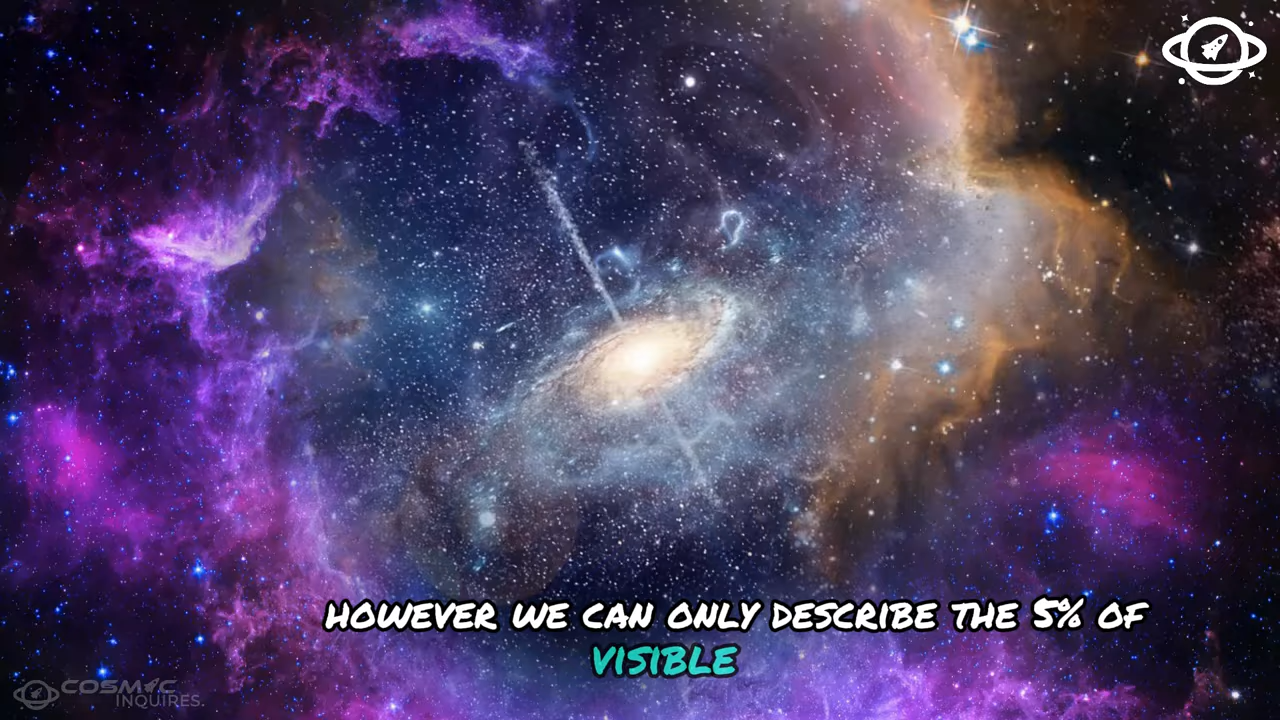 HOWEVER WE CAN ONLY DESCRIBE THE 5% OF
VISIBLE
COSMIC
INQUIRES.